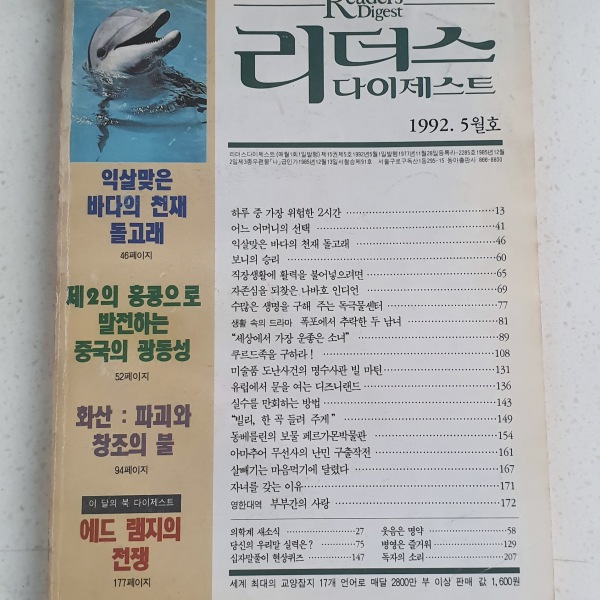 Reader's
Digest
리더스
다이제스트
1992. 5월호
익살맞은
바다의 천재
돌고래
46페이지
제2의 홍콩으로
발전하는
중국의 광동성
52페이지
화산 : 파괴와
창조의 불
94페이지
이 달의 북 다이제스트
에드 램지의
전쟁
177페이지
하루 중 가장 위험한 2시간 13
어느 어머니의 선택 41
익살맞은 바다의 천재 돌고래 46
보니의 승리 60
직장생활에 활력을 불어넣으려면 65
자존심을 되찾은 나바호 인디언 69
수많은 생명을 구해 주는 독극물센터 77
생활 속의 드라마 폭포에서 추락한 두 남녀 81
“세상에서 가장 운좋은 소녀” 89
쿠르드족을 구하라! 108
미술품 도난사건의 명수사관 빌 마틴 131
유럽에서 문을 여는 디즈니랜드 136
실수를 만회하는 방법 143
“빌리, 한 곡 들려 주게” 149
동베를린의 보물 페르가몬박물관 154
아마추어 무선사의 난민 구출작전 161
살빼기는 마음먹기에 달렸다 167
자녀를 갖는 이유 171
영한대역 부부간의 사랑 172
의학계 새소식 27
당신의 우리말 실력은? 75
십자말풀이 현상퀴즈 147
웃음은 명약 58
병영은 즐거워 129
독자의 소리 207
세계 최대의 교양잡지 17개 언어로 매달 2800만 부 이상 판매 값 1,600원